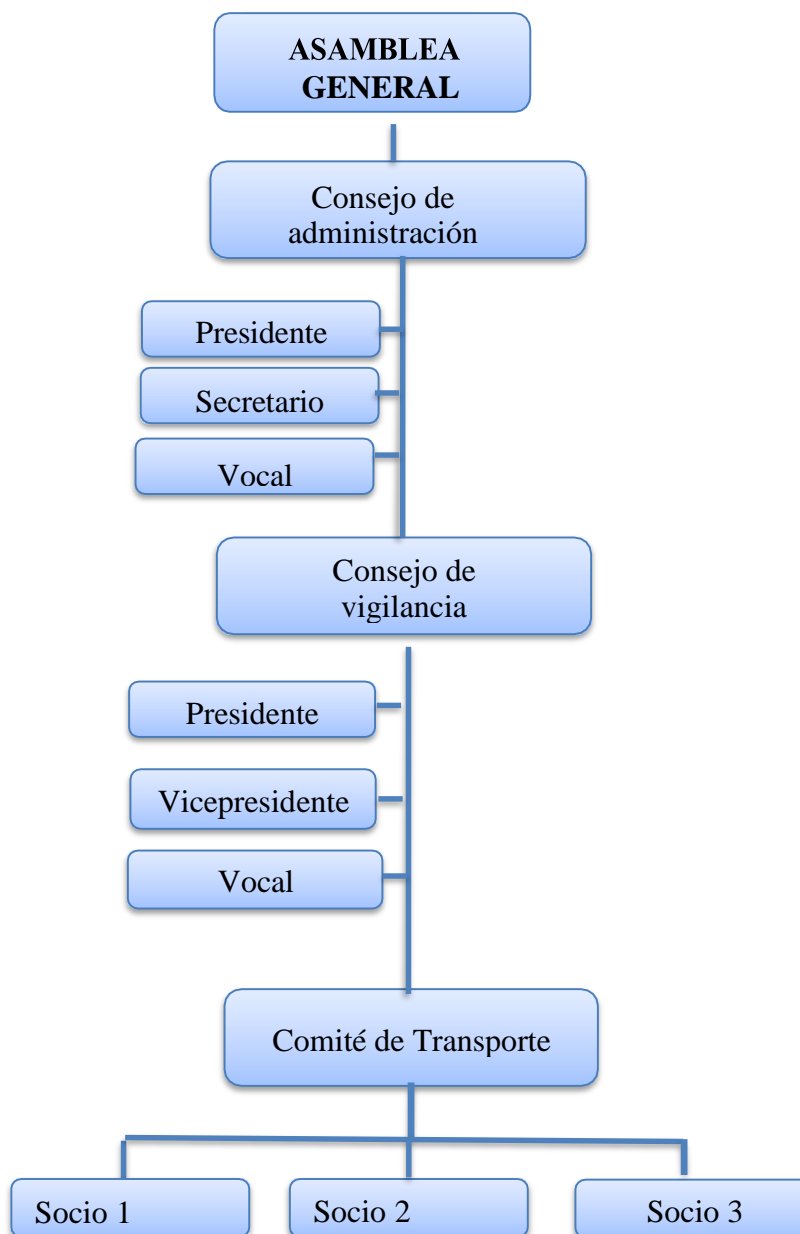 ASAMBLEA
GENERAL
Consejo de
administración
Presidente
Secretario
Vocal
Consejo de
vigilancia
Presidente
Vicepresidente
Vocal
Comité de Transporte
Socio 1
Socio 2
Socio 3